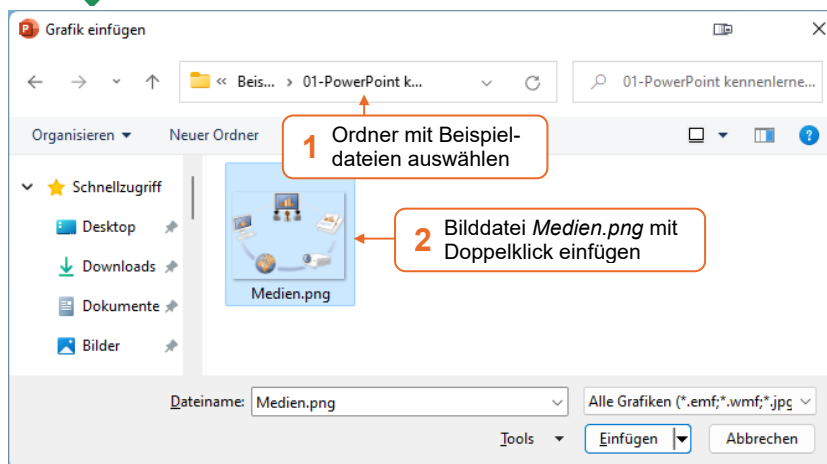 Grafik einfügen
« Beis... › 01-PowerPoint k...
01-PowerPoint kennenlerne...
Organisieren
Neuer Ordner
1 Ordner mit Beispiel-
dateien auswählen
Schnellzugriff
Desktop
Downloads
Dokumente
Bilder
Medien.png
2 Bilddatei Medien.png mit
Doppelklick einfügen
Dateiname: Medien.png
Alle Grafiken (*.emf;*.wmf;*.jpg
Tools
Einfügen
Abbrechen